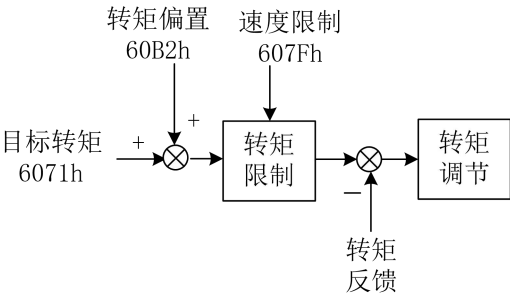 转矩偏置
60B2h
速度限制
607Fh
+
目标转矩
6071h
+
转矩
限制
转矩
调节
—
转矩
反馈